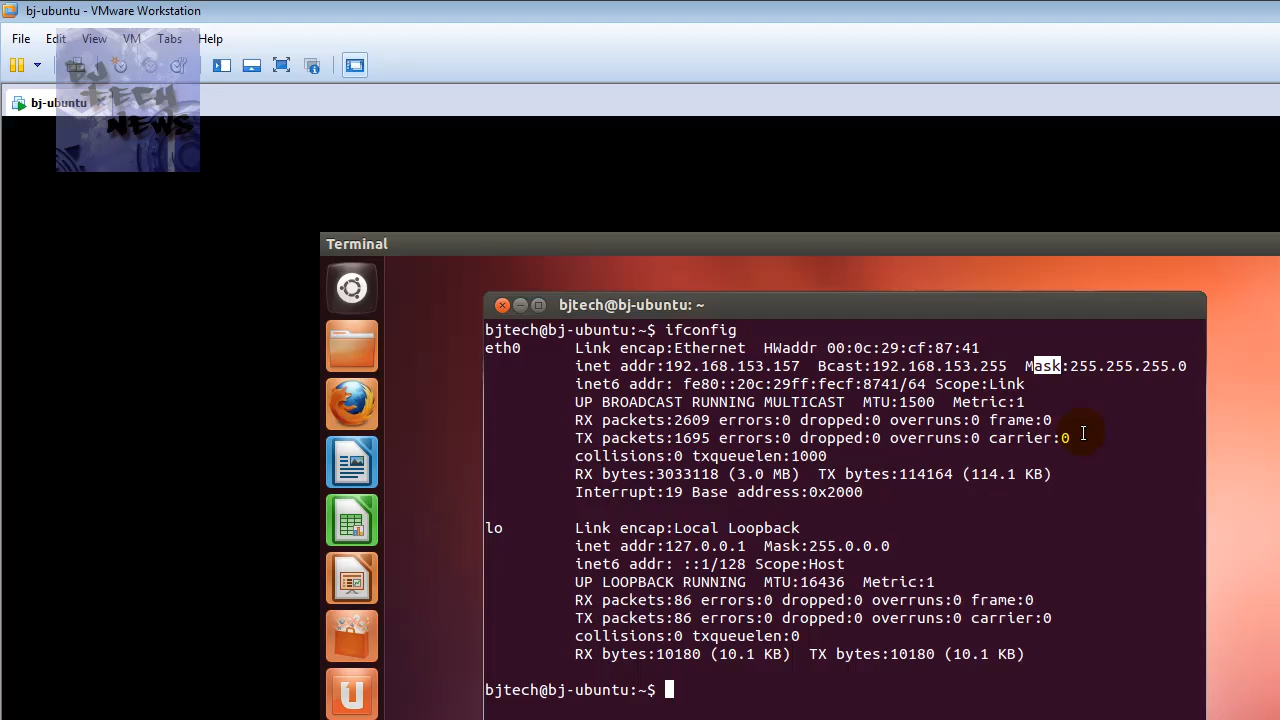 bj-ubuntu - VMware Workstation
File Edit View VM Tabs Help
BJ
TECH
NEWS
bj-ubuntu
Terminal
bjtech@bj-ubuntu: ~
bjtech@bj-ubuntu:~$ ifconfig
eth0 Link encap:Ethernet HWaddr 00:0c:29:cf:87:41
inet addr:192.168.153.157 Bcast:192.168.153.255 Mask:255.255.255.0
inet6 addr: fe80::20c:29ff:fecf:8741/64 Scope:Link
UP BROADCAST RUNNING MULTICAST MTU:1500 Metric:1
RX packets:2609 errors:0 dropped:0 overruns:0 frame:0
TX packets:1695 errors:0 dropped:0 overruns:0 carrier:0
collisions:0 txqueuelen:1000
RX bytes:3033118 (3.0 MB) TX bytes:114164 (114.1 KB)
Interrupt:19 Base address:0x2000
lo Link encap:Local Loopback
inet addr:127.0.0.1 Mask:255.0.0.0
inet6 addr: ::1/128 Scope:Host
UP LOOPBACK RUNNING MTU:16436 Metric:1
RX packets:86 errors:0 dropped:0 overruns:0 frame:0
TX packets:86 errors:0 dropped:0 overruns:0 carrier:0
collisions:0 txqueuelen:0
RX bytes:10180 (10.1 KB) TX bytes:10180 (10.1 KB)
bjtech@bj-ubuntu:~$